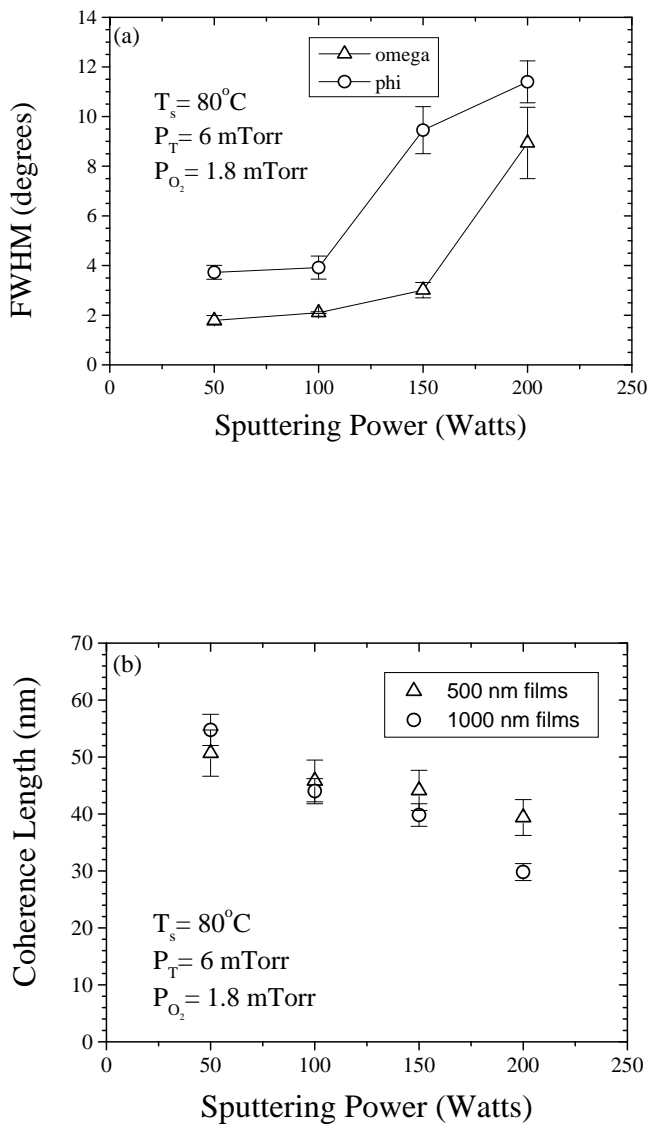 14
(a)
omega
12
phi
T_s= 80°C
10
P_T= 6 mTorr
P_O₂= 1.8 mTorr
8
6
4
2
0
FWHM (degrees)
0 50 100 150 200 250
Sputtering Power (Watts)
70
(b)
60
500 nm films
1000 nm films
50
40
30
20
T_s= 80°C
P_T= 6 mTorr
10
P_O₂= 1.8 mTorr
0
Coherence Length (nm)
0 50 100 150 200 250
Sputtering Power (Watts)